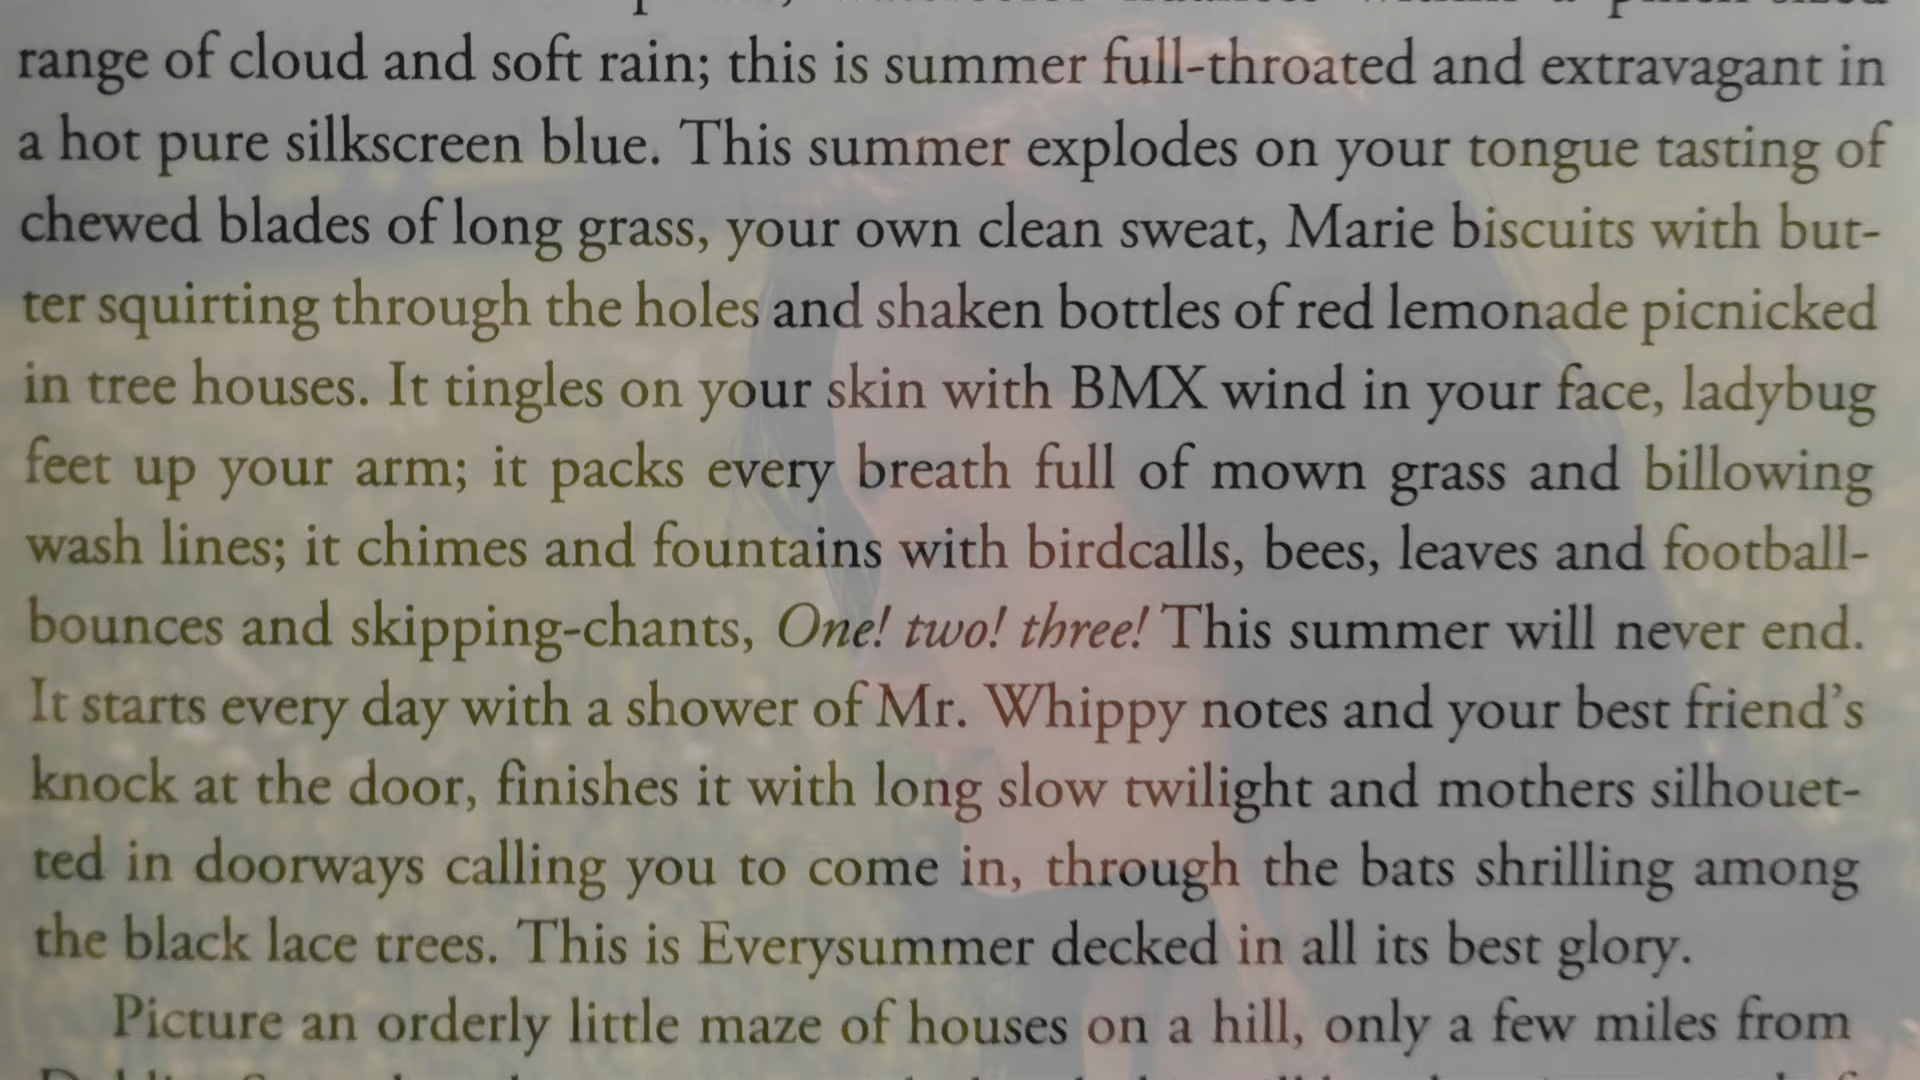 range of cloud and soft rain; this is summer full-throated and extravagant in
a hot pure silkscreen blue. This summer explodes on your tongue tasting of
chewed blades of long grass, your own clean sweat, Marie biscuits with but-
ter squirting through the holes and shaken bottles of red lemonade picnicked
in tree houses. It tingles on your skin with BMX wind in your face, ladybug
feet up your arm; it packs every breath full of mown grass and billowing
wash lines; it chimes and fountains with birdcalls, bees, leaves and football-
bounces and skipping-chants, One! two! three! This summer will never end.
It starts every day with a shower of Mr. Whippy notes and your best friend's
knock at the door, finishes it with long slow twilight and mothers silhouet-
ted in doorways calling you to come in, through the bats shrilling among
the black lace trees. This is Everysummer decked in all its best glory.
Picture an orderly little maze of houses on a hill, only a few miles from